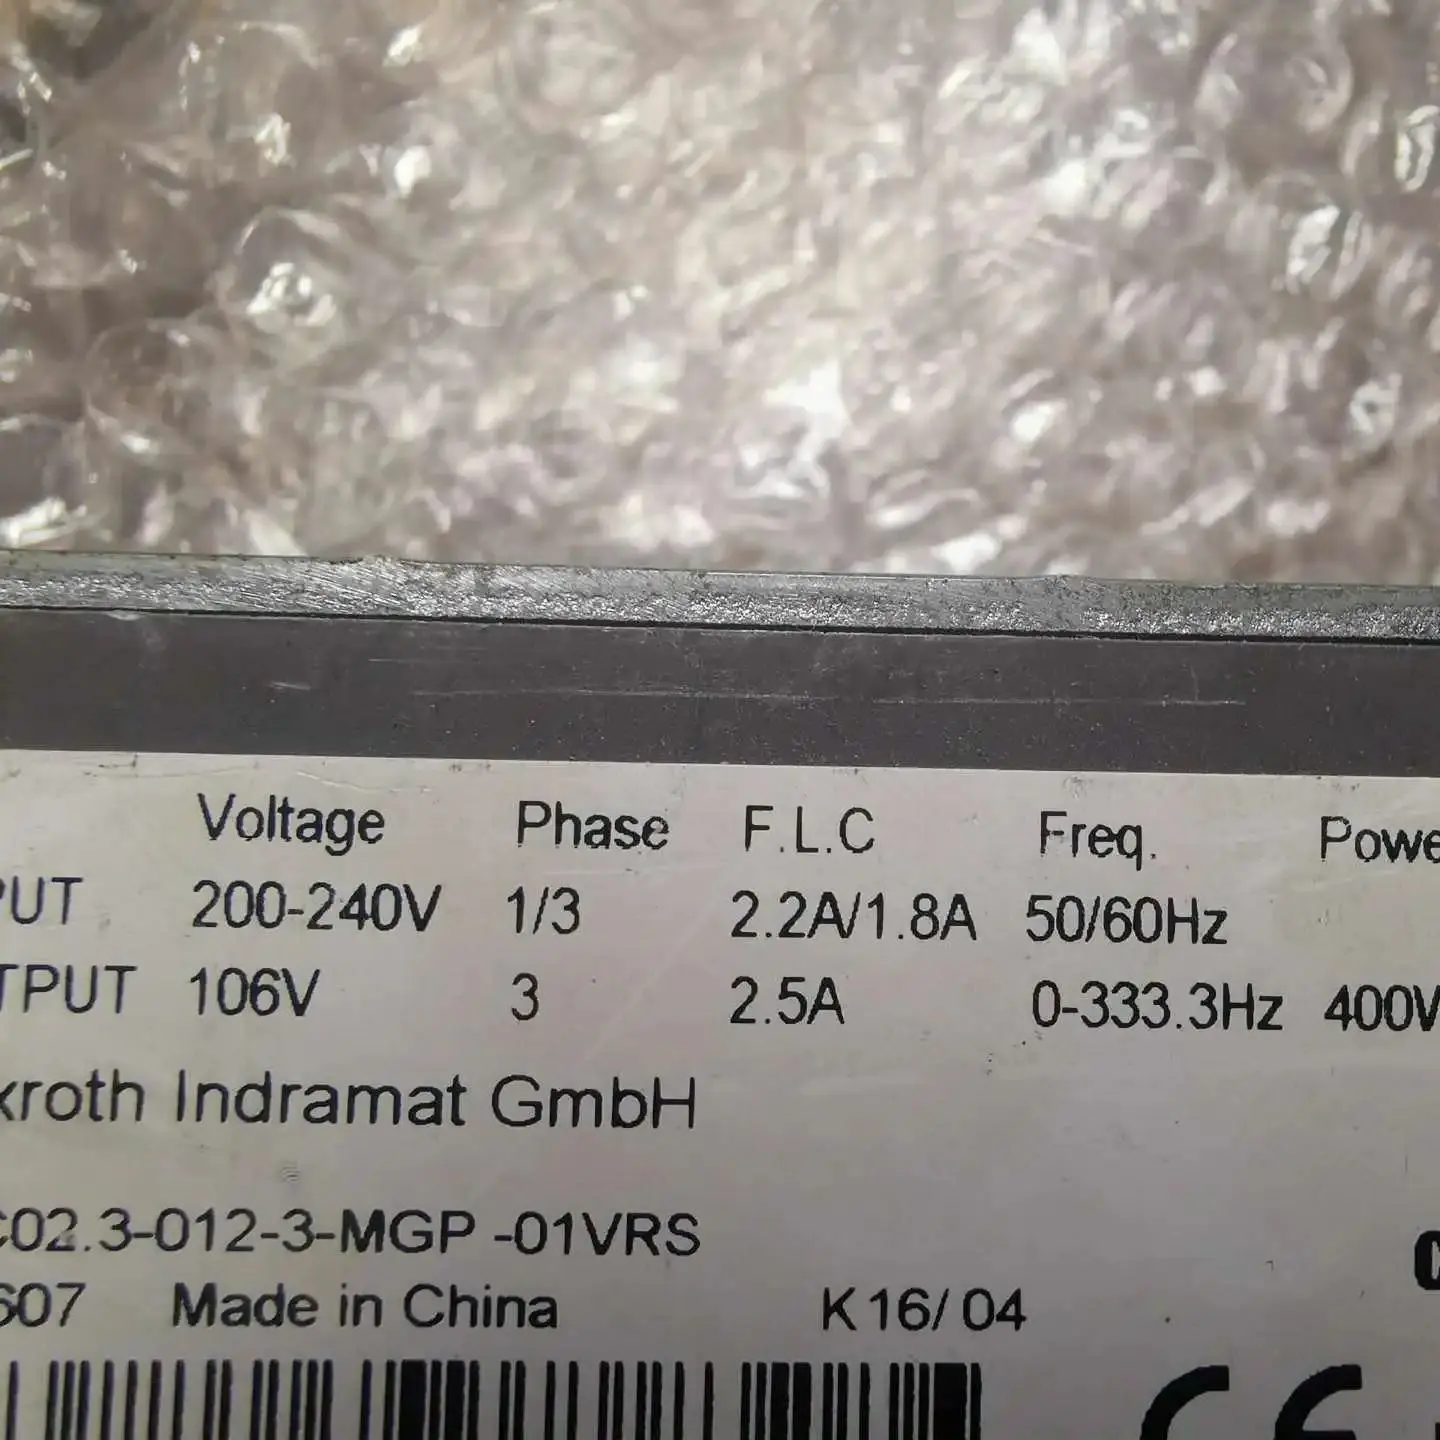 Voltage Phase F.L.C Freq. Powe
PUT 200-240V 1/3 2.2A/1.8A 50/60Hz
TPUT 106V 3 2.5A 0-333.3Hz 400W
xroth Indramat GmbH
C02.3-012-3-MGP -01VRS
607 Made in China K16/04
CE